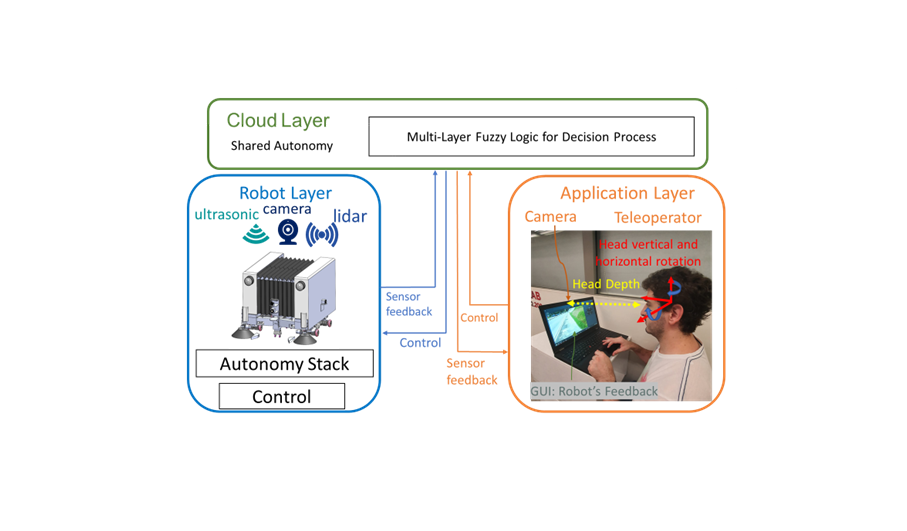 Cloud Layer
Shared Autonomy
Multi-Layer Fuzzy Logic for Decision Process
Robot Layer
ultrasonic
camera
lidar
Autonomy Stack
Control
Sensor
feedback
Control
Control
Sensor
feedback
Application Layer
Camera
Teleoperator
Head vertical and
horizontal rotation
Head Depth
AB
GUI: Robot's Feedback